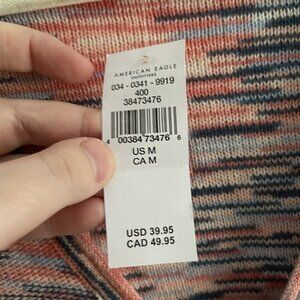 AMERICAN EAGLE
OUTFITTERS
034 - 0341 - 9919
400
38473476
4 00384 73476 6
US M
CA M
USD 39.95
CAD 49.95